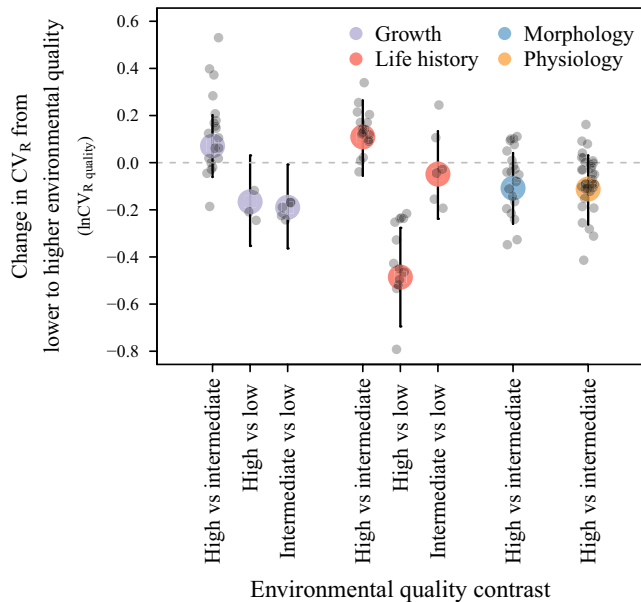 Change in CVR from
lower to higher environmental quality
(lnCVR quality)
0.6
0.4
0.2
0.0
−0.2
−0.4
−0.6
−0.8
Growth
Life history
Morphology
Physiology
High vs intermediate
High vs low
Intermediate vs low
High vs intermediate
High vs low
Intermediate vs low
High vs intermediate
High vs intermediate
Environmental quality contrast